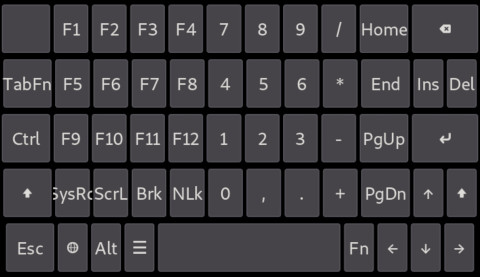 F1 F2 F3 F4 7 8 9 / Home
TabFn F5 F6 F7 F8 4 5 6 * End Ins Del
Ctrl F9 F10 F11 F12 1 2 3 - PgUp
SysRq ScrL Brk NLk 0 , . + PgDn
Esc Alt Fn